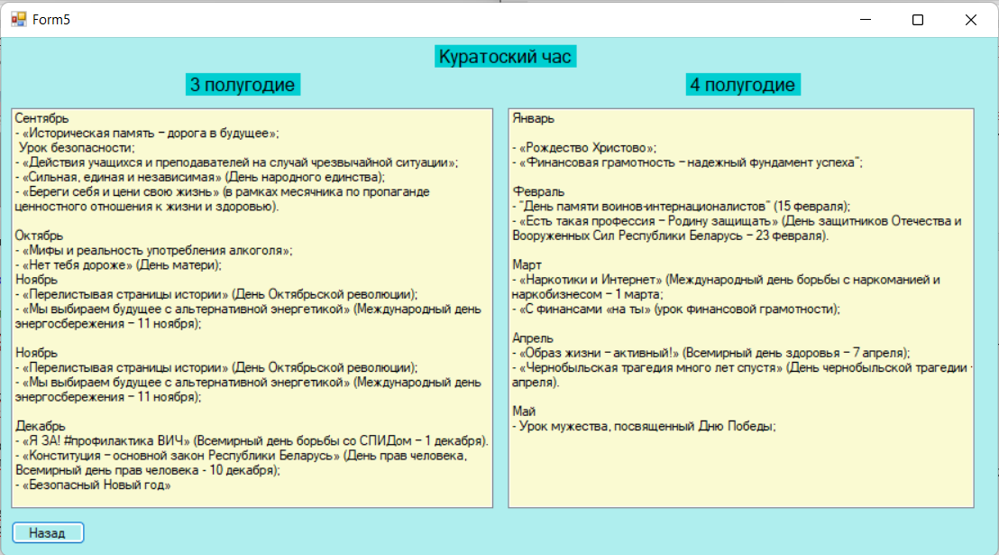 Form5
Куратоский час
3 полугодие
4 полугодие
Сентябрь
- «Историческая память – дорога в будущее»;
Урок безопасности;
- «Действия учащихся и преподавателей на случай чрезвычайной ситуации»;
- «Сильная, единая и независимая» (День народного единства);
- «Береги себя и цени свою жизнь» (в рамках месячника по пропаганде
ценностного отношения к жизни и здоровью).
Октябрь
- «Мифы и реальность употребления алкоголя»;
- «Нет тебя дороже» (День матери);
Ноябрь
- «Перелистывая страницы истории» (День Октябрьской революции);
- «Мы выбираем будущее с альтернативной энергетикой» (Международный день
энергосбережения – 11 ноября);
Ноябрь
- «Перелистывая страницы истории» (День Октябрьской революции);
- «Мы выбираем будущее с альтернативной энергетикой» (Международный день
энергосбережения – 11 ноября);
Декабрь
- «Я ЗА! #профилактика ВИЧ» (Всемирный день борьбы со СПИДом – 1 декабря).
- «Конституция – основной закон Республики Беларусь» (День прав человека,
Всемирный день прав человека - 10 декабря);
- «Безопасный Новый год»
Январь
- «Рождество Христово»;
- «Финансовая грамотность – надежный фундамент успеха";
Февраль
- "День памяти воинов-интернационалистов" (15 февраля);
- «Есть такая профессия – Родину защищать» (День защитников Отечества и
Вооруженных Сил Республики Беларусь – 23 февраля).
Март
- «Наркотики и Интернет» (Международный день борьбы с наркоманией и
наркобизнесом – 1 марта;
- «С финансами «на ты» (урок финансовой грамотности);
Апрель
- «Образ жизни – активный!» (Всемирный день здоровья – 7 апреля);
- «Чернобыльская трагедия много лет спустя» (День чернобыльской трагедии
апреля).
Май
- Урок мужества, посвященный Дню Победы;
Назад